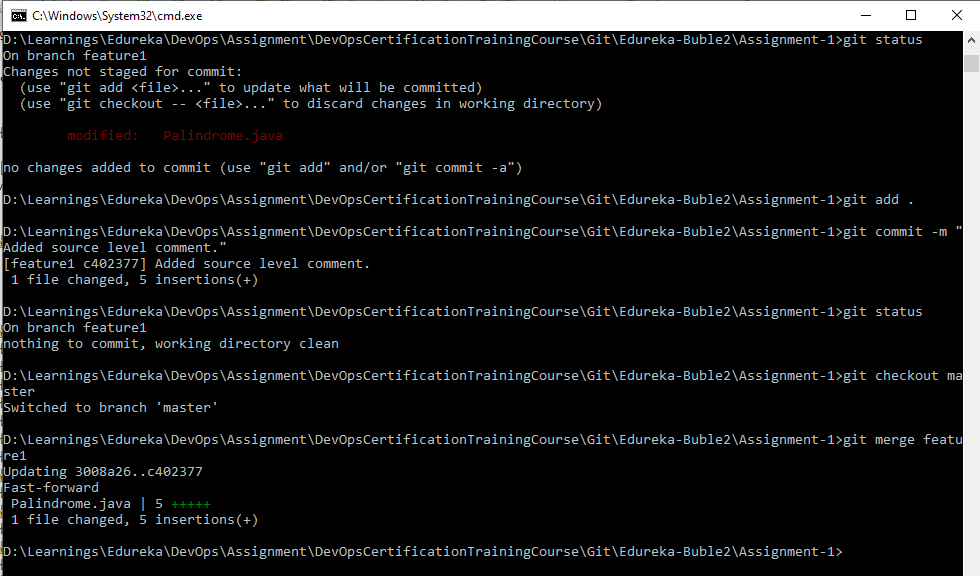 C:\Windows\System32\cmd.exe
D:\Learnings\Edureka\DevOps\Assignment\DevOpsCertificationTrainingCourse\Git\Edureka-Buble2\Assignment-1>git status
On branch feature1
Changes not staged for commit:
  (use "git add <file>..." to update what will be committed)
  (use "git checkout -- <file>..." to discard changes in working directory)
        modified:   Palindrome.java
no changes added to commit (use "git add" and/or "git commit -a")
D:\Learnings\Edureka\DevOps\Assignment\DevOpsCertificationTrainingCourse\Git\Edureka-Buble2\Assignment-1>git add .
D:\Learnings\Edureka\DevOps\Assignment\DevOpsCertificationTrainingCourse\Git\Edureka-Buble2\Assignment-1>git commit -m "
Added source level comment."
[feature1 c402377] Added source level comment.
 1 file changed, 5 insertions(+)
D:\Learnings\Edureka\DevOps\Assignment\DevOpsCertificationTrainingCourse\Git\Edureka-Buble2\Assignment-1>git status
On branch feature1
nothing to commit, working directory clean
D:\Learnings\Edureka\DevOps\Assignment\DevOpsCertificationTrainingCourse\Git\Edureka-Buble2\Assignment-1>git checkout ma
ster
Switched to branch 'master'
D:\Learnings\Edureka\DevOps\Assignment\DevOpsCertificationTrainingCourse\Git\Edureka-Buble2\Assignment-1>git merge featu
re1
Updating 3008a26..c402377
Fast-forward
 Palindrome.java | 5 +++++
 1 file changed, 5 insertions(+)
D:\Learnings\Edureka\DevOps\Assignment\DevOpsCertificationTrainingCourse\Git\Edureka-Buble2\Assignment-1>